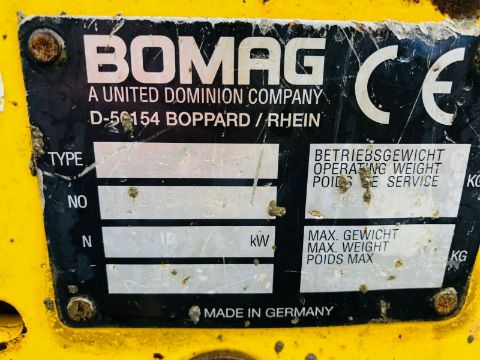 BOMAG
A UNITED DOMINION COMPANY
D-56154 BOPPARD / RHEIN
CE
TYPE
NO
N kW
BETRIEBSGEWICHT
OPERATING WEIGHT
POIDS DE SERVICE
KG
MAX. GEWICHT
MAX. WEIGHT
POIDS MAX
KG
MADE IN GERMANY